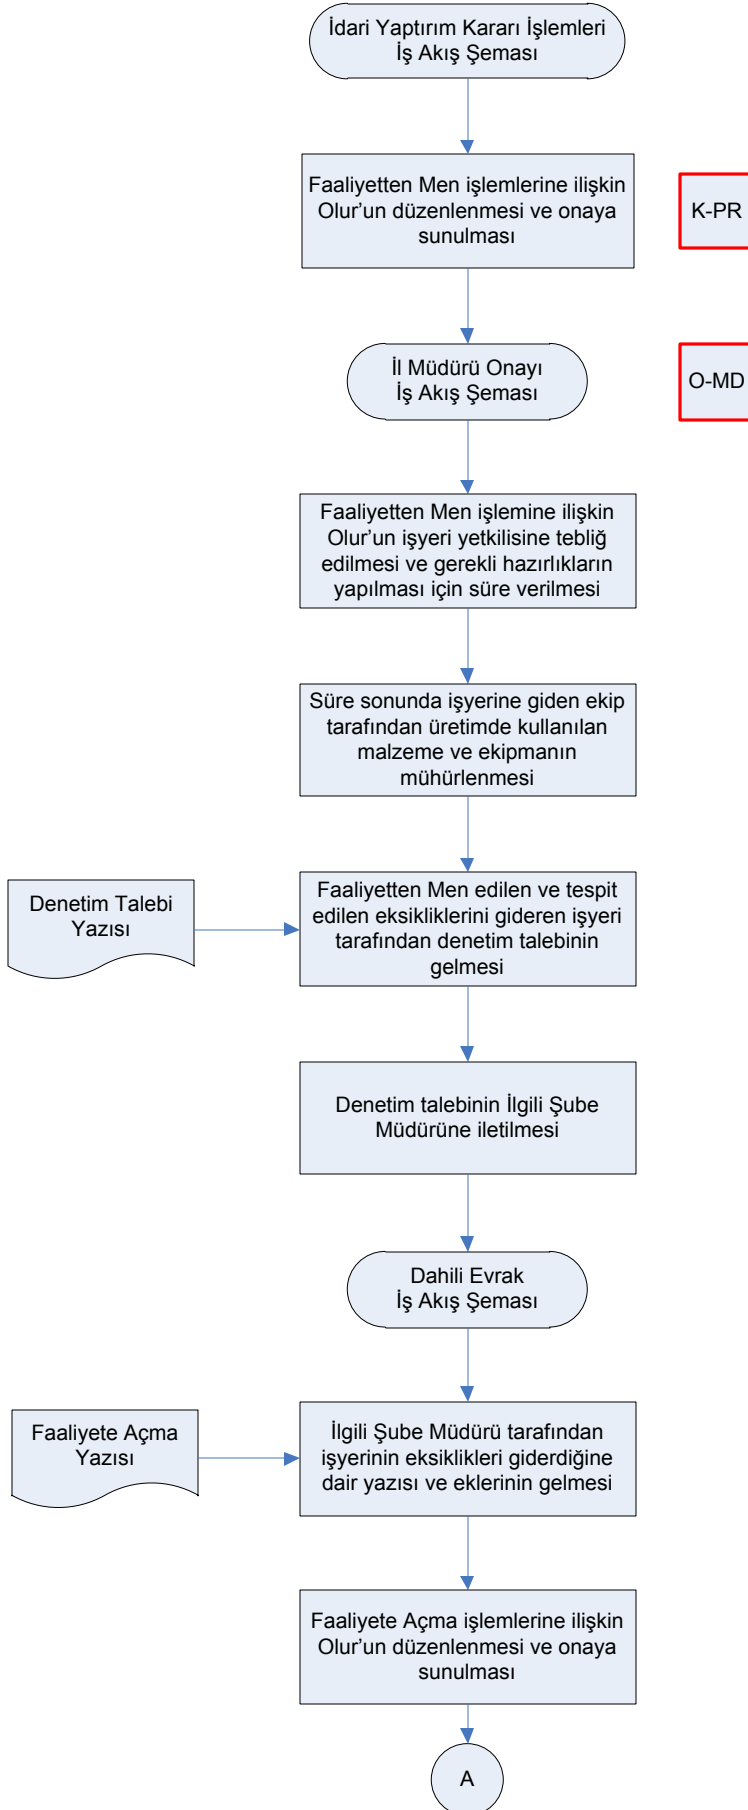 İdari Yaptırım Kararı İşlemleri
İş Akış Şeması
Faaliyetten Men işlemlerine ilişkin
Olur’un düzenlenmesi ve onaya
sunulması
K-PR
İl Müdürü Onayı
İş Akış Şeması
O-MD
Faaliyetten Men işlemine ilişkin
Olur’un işyeri yetkilisine tebliğ
edilmesi ve gerekli hazırlıkların
yapılması için süre verilmesi
Süre sonunda işyerine giden ekip
tarafından üretimde kullanılan
malzeme ve ekipmanın
mühürlenmesi
Denetim Talebi
Yazısı
Faaliyetten Men edilen ve tespit
edilen eksikliklerini gideren işyeri
tarafından denetim talebinin
gelmesi
Denetim talebinin İlgili Şube
Müdürüne iletilmesi
Dahili Evrak
İş Akış Şeması
Faaliyete Açma
Yazısı
İlgili Şube Müdürü tarafından
işyerinin eksiklikleri giderdiğine
dair yazısı ve eklerinin gelmesi
Faaliyete Açma işlemlerine ilişkin
Olur’un düzenlenmesi ve onaya
sunulması
A